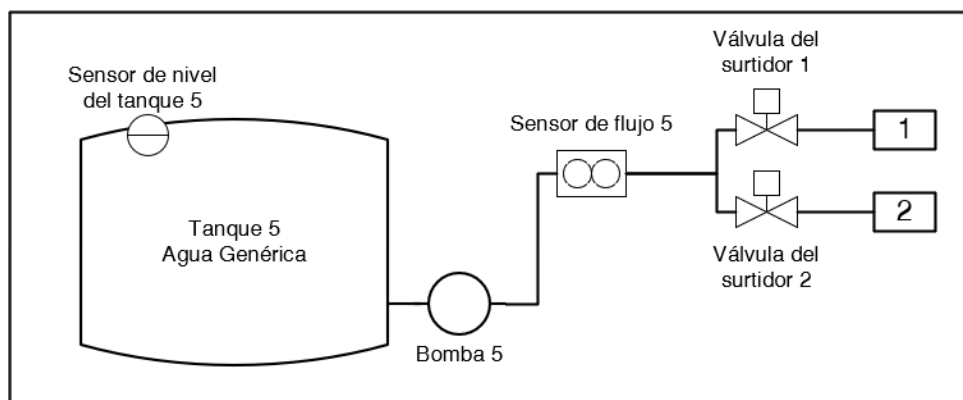 Sensor de nivel
del tanque 5
Tanque 5
Agua Genérica
Bomba 5
Sensor de flujo 5
Válvula del
surtidor 1
1
2
Válvula del
surtidor 2